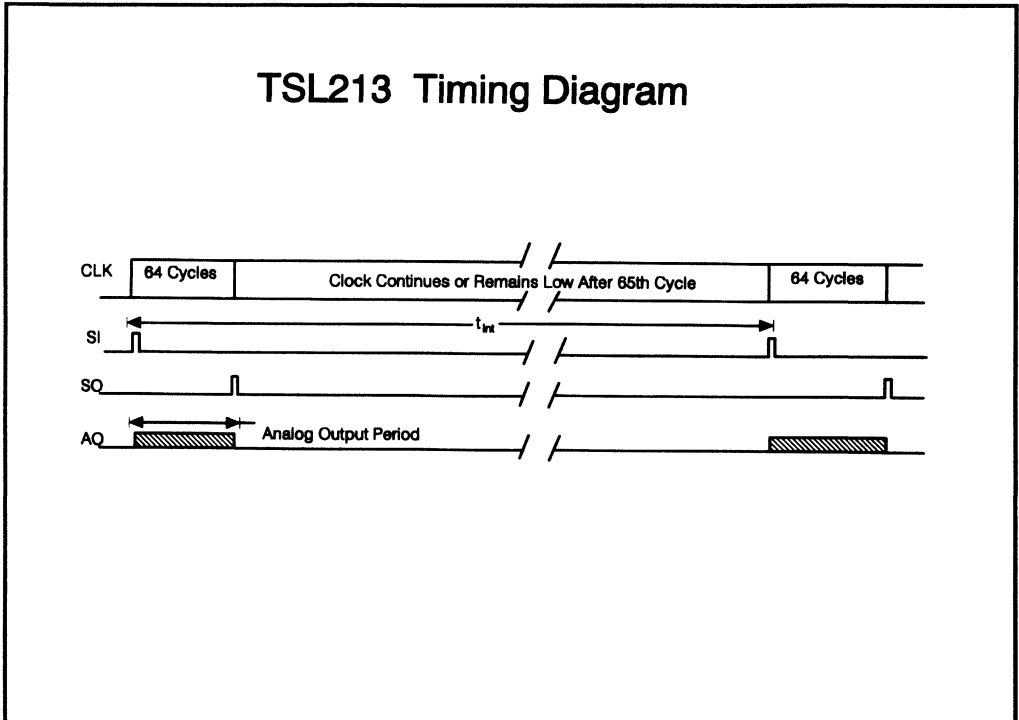 TSL213 Timing Diagram
CLK
64 Cycles
Clock Continues or Remains Low After 65th Cycle
64 Cycles
t int
SI
SO
AO
Analog Output Period